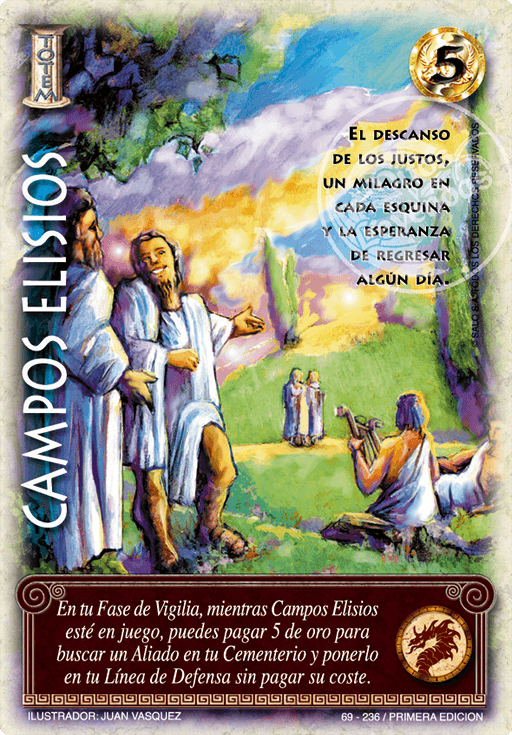 TOTEM
5
EL DESCANSO
DE LOS JUSTOS,
UN MILAGRO EN
CADA ESQUINA
Y LA ESPERANZA
DE REGRESAR
ALGÚN DÍA.
CAMPOS ELISIOS
En tu Fase de Vigilia, mientras Campos Elisios
esté en juego, puedes pagar 5 de oro para
buscar un Aliado en tu Cementerio y ponerlo
en tu Línea de Defensa sin pagar su coste.
ILUSTRADOR: JUAN VASQUEZ
69 - 236 / PRIMERA EDICION